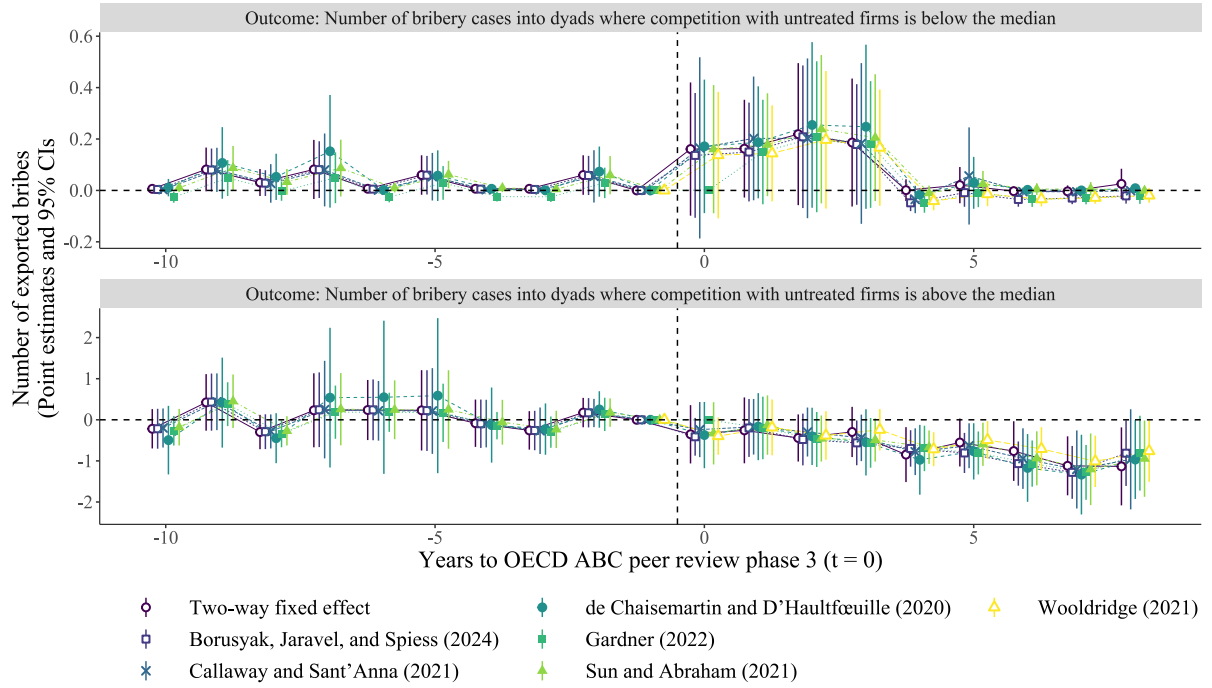 Outcome: Number of bribery cases into dyads where competition with untreated firms is below the median
0.6
0.4
0.2
0.0
-0.2
-10
-5
0
5
Outcome: Number of bribery cases into dyads where competition with untreated firms is above the median
2
1
0
-1
-2
-10
-5
0
5
Number of exported bribes
(Point estimates and 95% CIs
Years to OECD ABC peer review phase 3 (t = 0)
Two-way fixed effect
de Chaisemartin and D’Haultfœuille (2020)
Wooldridge (2021)
Borusyak, Jaravel, and Spiess (2024)
Gardner (2022)
Callaway and Sant’Anna (2021)
Sun and Abraham (2021)